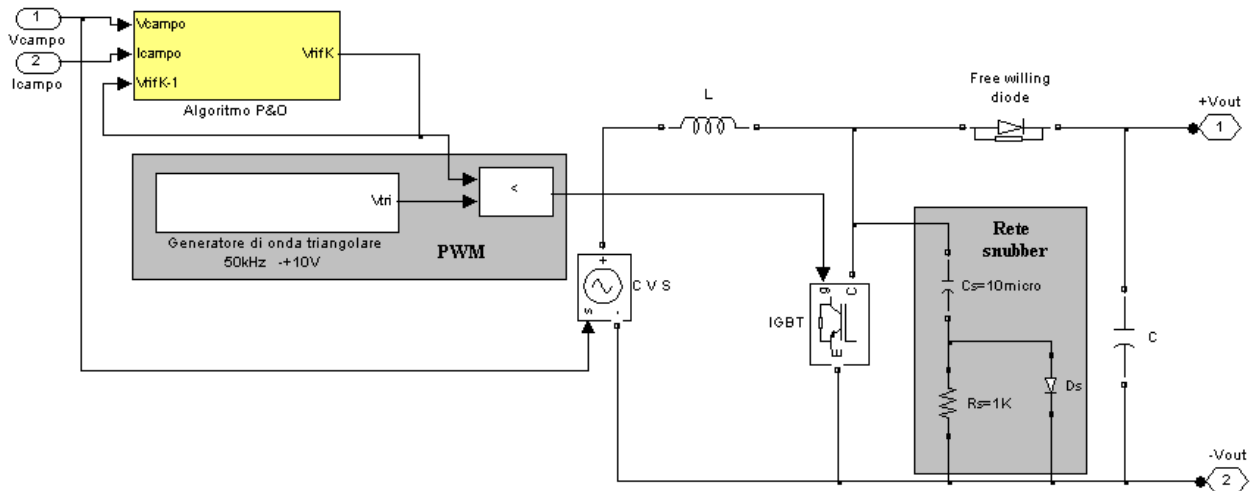 1
Vcampo
2
Icampo
Vcampo
Icampo
VrifK-1
VrifK
Algoritmo P&O
Vtri
<
Generatore di onda triangolare
50kHz -+10V
PWM
L
Free willing
diode
+Vout
1
+
s
-
C V S
g
C
E
IGBT
Rete
snubber
Cs=10micro
Rs=1K
Ds
C
-Vout
2